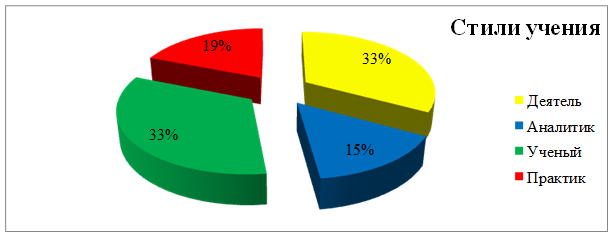 Стили учения
19%
33%
33%
15%
Деятель
Аналитик
Ученый
Практик